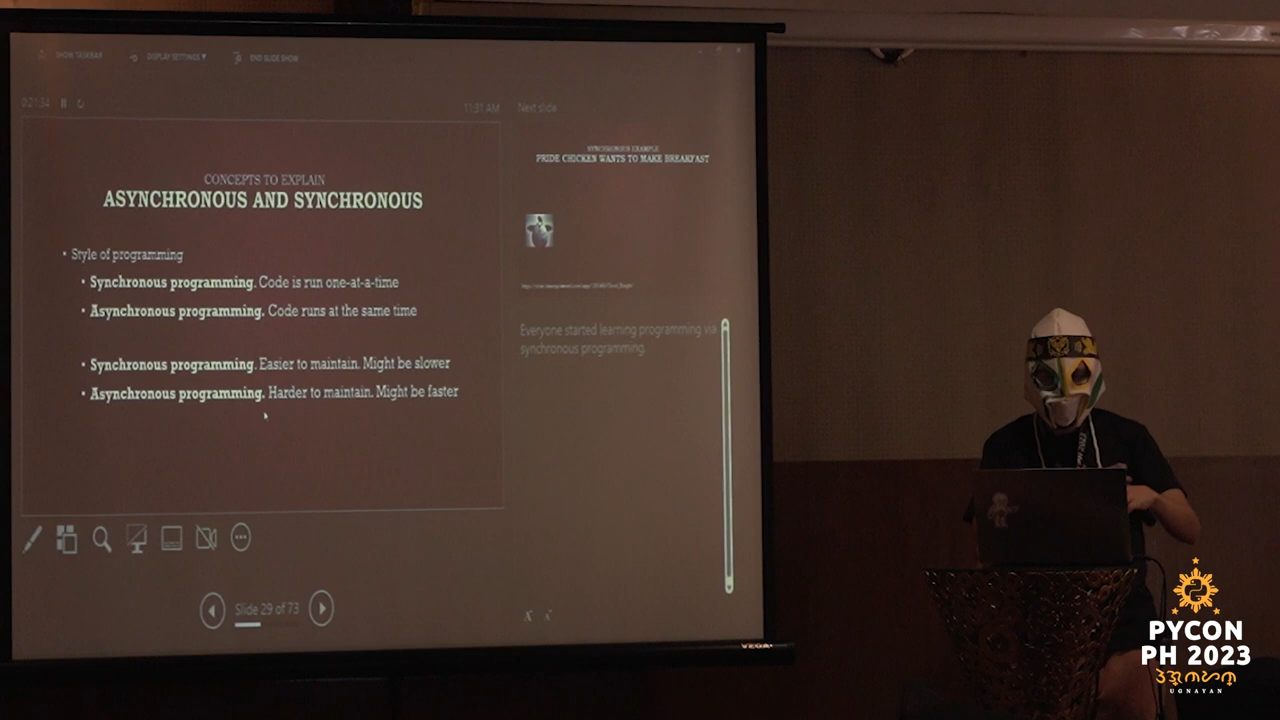 SHOW TASKBAR
DISPLAY SETTINGS ▾
END SLIDE SHOW
0:21:34
11:31 AM
CONCEPTS TO EXPLAIN
ASYNCHRONOUS AND SYNCHRONOUS
• Style of programming
• Synchronous programming. Code is run one-at-a-time
• Asynchronous programming. Code runs at the same time
• Synchronous programming. Easier to maintain. Might be slower
• Asynchronous programming. Harder to maintain. Might be faster
Slide 29 of 73
Next slide
SYNCHRONOUS EXAMPLE
PRIDE CHICKEN WANTS TO MAKE BREAKFAST
Everyone started learning programming via
synchronous programming.
A A
VEGA
PYCON
PH 2023
UGNAYAN